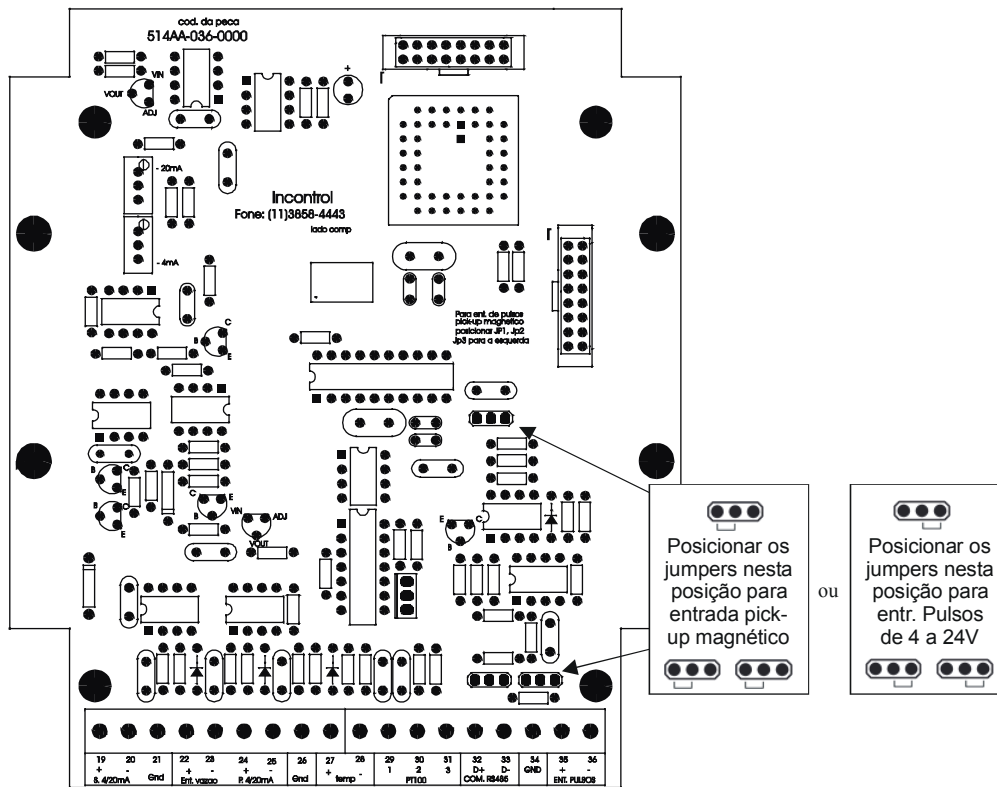 cod. da peca
514AA-036-0000
VIN
VOUT
ADJ
+
- 20mA
- 4mA
Incontrol
Fone: (11)3858-4443
lado comp
Para ent. de pulsos
pick-up magnetico
posicionar JP1, Jp2
Jp3 para a esquerda
C
B
E
B
C
E
B
C
E
C
E
B
VIN
ADJ
VOUT
E
C
B
Posicionar os
jumpers nesta
posição para
entrada pick-
up magnético
ou
Posicionar os
jumpers nesta
posição para
entr. Pulsos
de 4 a 24V
19 20 21 22 23 24 25 26 27 28 29 30 31 32 33 34 35 36
+ - + - + - + - 1 2 3 D+ D- + -
S. 4/20mA Gnd Ent. vazao P. 4/20mA Gnd temp PT100 COM. RS485 GND ENT. PULSOS